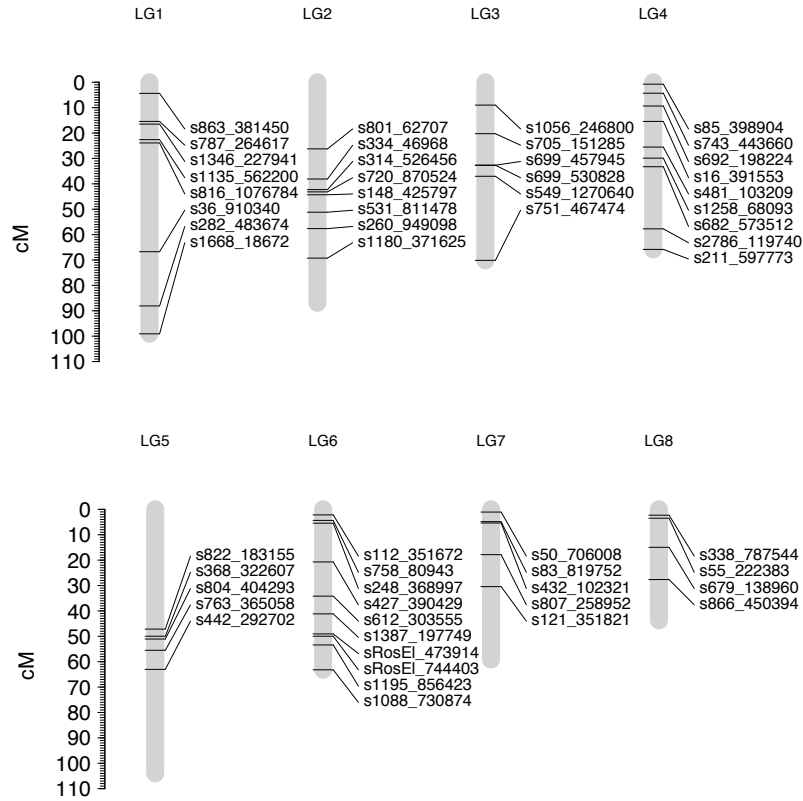 LG1
LG2
LG3
LG4
0
10
20
30
40
50
60
70
80
90
100
110
cM
s863_381450
s787_264617
s1346_227941
s1135_562200
s816_1076784
s36_910340
s282_483674
s1668_18672
s801_62707
s334_46968
s314_526456
s720_870524
s148_425797
s531_811478
s260_949098
s1180_371625
s1056_246800
s705_151285
s699_457945
s699_530828
s549_1270640
s751_467474
s85_398904
s743_443660
s692_198224
s16_391553
s481_103209
s1258_68093
s682_573512
s2786_119740
s211_597773
LG5
LG6
LG7
LG8
0
10
20
30
40
50
60
70
80
90
100
110
cM
s822_183155
s368_322607
s804_404293
s763_365058
s442_292702
s112_351672
s758_80943
s248_368997
s427_390429
s612_303555
s1387_197749
sRosEl_473914
sRosEl_744403
s1195_856423
s1088_730874
s50_706008
s83_819752
s432_102321
s807_258952
s121_351821
s338_787544
s55_222383
s679_138960
s866_450394